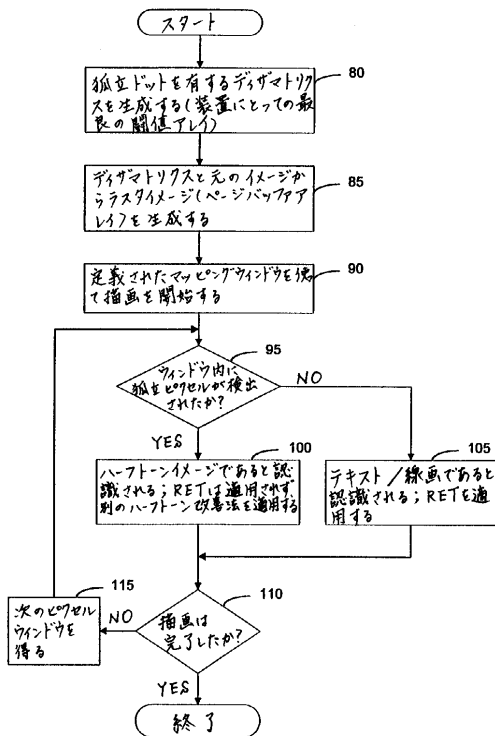 スタート
80
孤立ドットを有するディザマトリク
スを生成する(装置にとっての最
良の閾値アレイ)
85
ディザマトリクスと元のイメージか
らラスタイメージ(ページバッファア
レイ)を生成する
90
定義されたマッピングウィンドウを
て描画を開始する
95
ウィンドウ内に
孤立ピクセルが検出
されたか?
NO
YES
100
ハーフトーンイメージであると認
識される;RETは適用されず、
別のハーフトーン改善法を適用する
105
テキスト/線画であると
認識される;RETを適
用する
115
次のピクセル
ウィンドウを
得る
NO
110
描画は
完了したか?
YES
終了